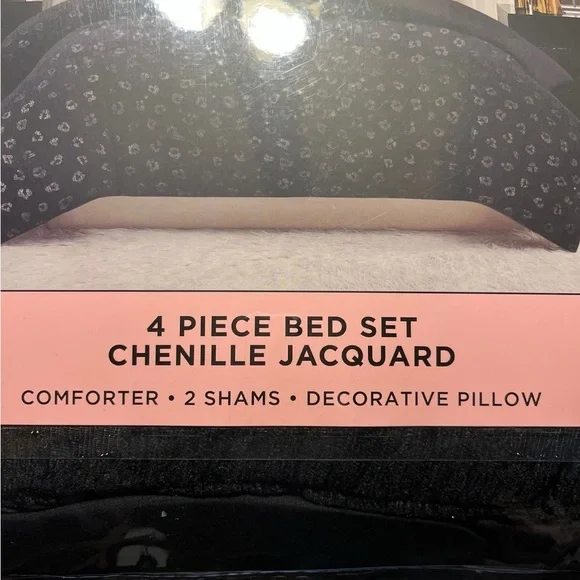 4 PIECE BED SET
CHENILLE JACQUARD
COMFORTER • 2 SHAMS • DECORATIVE PILLOW